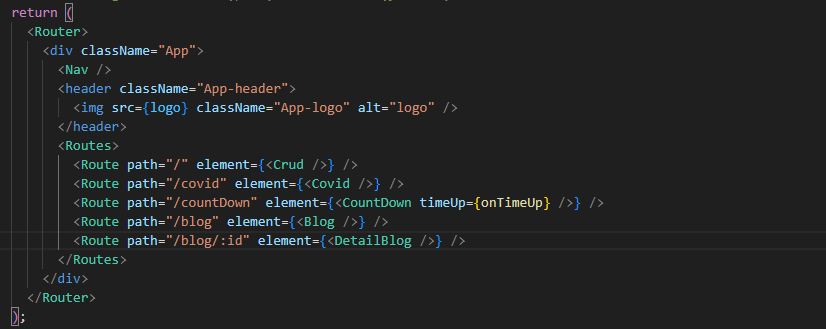 return (
<Router>
<div className="App">
<Nav />
<header className="App-header">
<img src={logo} className="App-logo" alt="logo" />
</header>
<Routes>
<Route path="/" element={<Crud />} />
<Route path="/covid" element={<Covid />} />
<Route path="/countDown" element={<CountDown timeUp={onTimeUp} />} />
<Route path="/blog" element={<Blog />} />
<Route path="/blog/:id" element={<DetailBlog />} />
</Routes>
</div>
</Router>
);